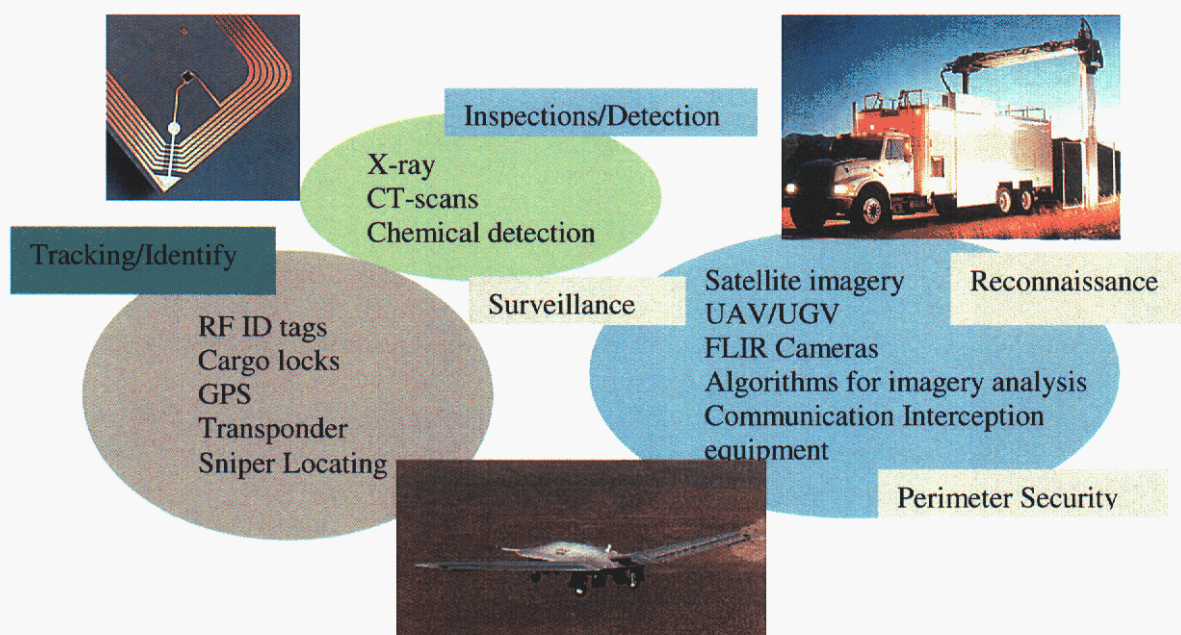 Inspections/Detection
X-ray
CT-scans
Chemical detection
Tracking/Identify
RF ID tags
Cargo locks
GPS
Transponder
Sniper Locating
Surveillance
Reconnaissance
Satellite imagery
UAV/UGV
FLIR Cameras
Algorithms for imagery analysis
Communication Interception
equipment
Perimeter Security